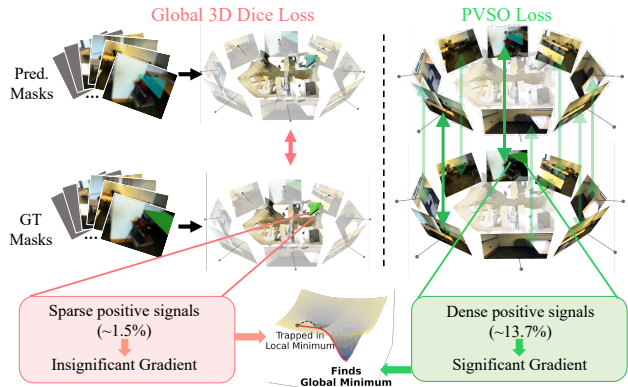 Global 3D Dice Loss
PVSO Loss
Pred.
Masks
...
GT
Masks
...
Sparse positive signals
(~1.5%)
Insignificant Gradient
Trapped in
Local Minimum
Finds
Global Minimum
Dense positive signals
(~13.7%)
Significant Gradient